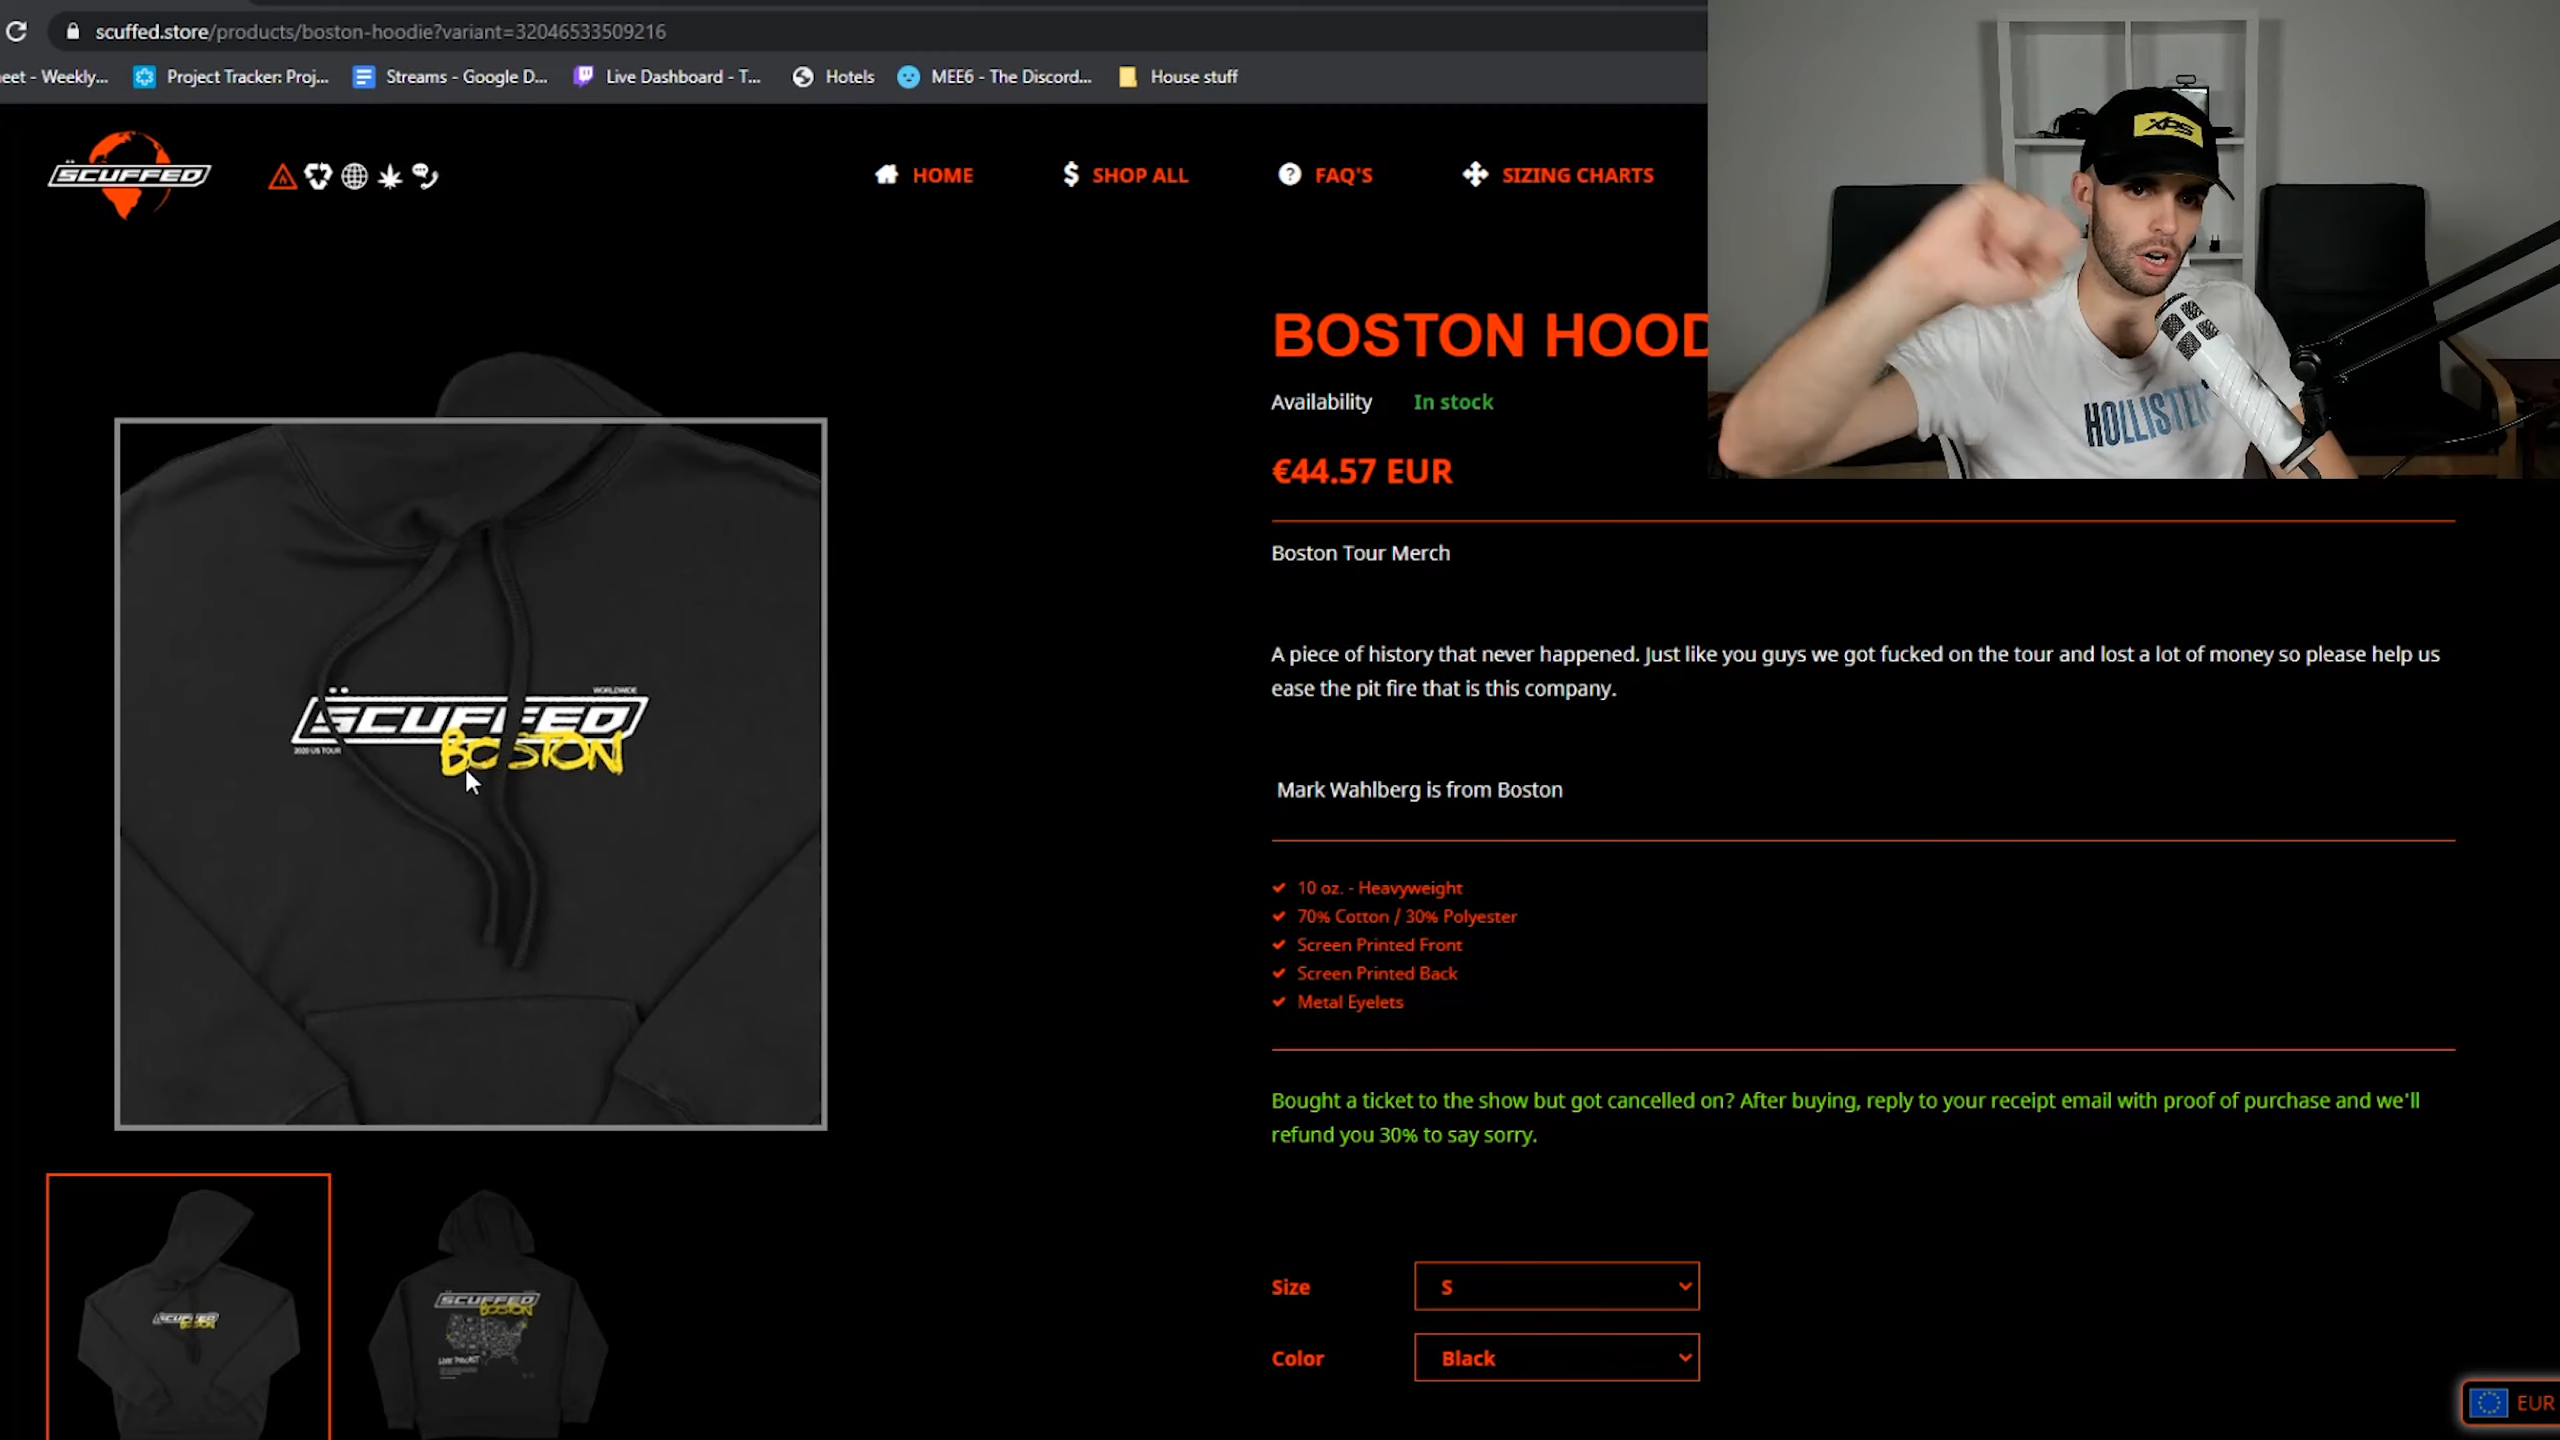 scuffed.store/products/boston-hoodie?variant=32046533509216
eet - Weekly...
Project Tracker: Proj...
Streams - Google D...
Live Dashboard - T...
Hotels
MEE6 - The Discord...
House stuff
SCUFFED
HOME
SHOP ALL
FAQ'S
SIZING CHARTS
XPS
HOLLISTER
BOSTON HOOD
Availability In stock
€44.57 EUR
Boston Tour Merch
A piece of history that never happened. Just like you guys we got fucked on the tour and lost a lot of money so please help us
ease the pit fire that is this company.
Mark Wahlberg is from Boston
WORLDWIDE
SCUFFED
2020 US TOUR
BOSTON
10 oz. - Heavyweight
70% Cotton / 30% Polyester
Screen Printed Front
Screen Printed Back
Metal Eyelets
Bought a ticket to the show but got cancelled on? After buying, reply to your receipt email with proof of purchase and we'll
refund you 30% to say sorry.
Size S
Color Black
SCUFFED
BOSTON
SCUFFED
BOSTON
LIVE PODCAST
EUR